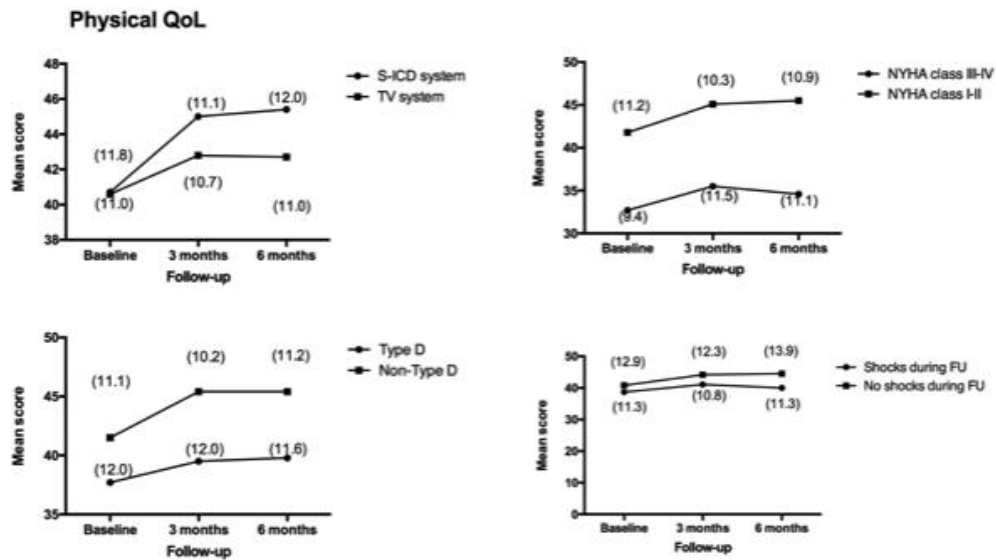 Physical QoL
48
46
44
42
40
38
Mean score
(11.8)
(11.0)
(11.1)
(10.7)
(12.0)
(11.0)
S-ICD system
TV system
Baseline
3 months
6 months
Follow-up
50
45
40
35
30
Mean score
(11.2)
(9.4)
(10.3)
(11.5)
(10.9)
(11.1)
NYHA class III-IV
NYHA class I-II
Baseline
3 months
6 months
Follow-up
50
45
40
35
Mean score
(11.1)
(12.0)
(10.2)
(12.0)
(11.2)
(11.6)
Type D
Non-Type D
Baseline
3 months
6 months
Follow-up
50
40
30
20
10
0
Mean score
(12.9)
(11.3)
(12.3)
(10.8)
(13.9)
(11.3)
Shocks during FU
No shocks during FU
Baseline
3 months
6 months
Follow-up